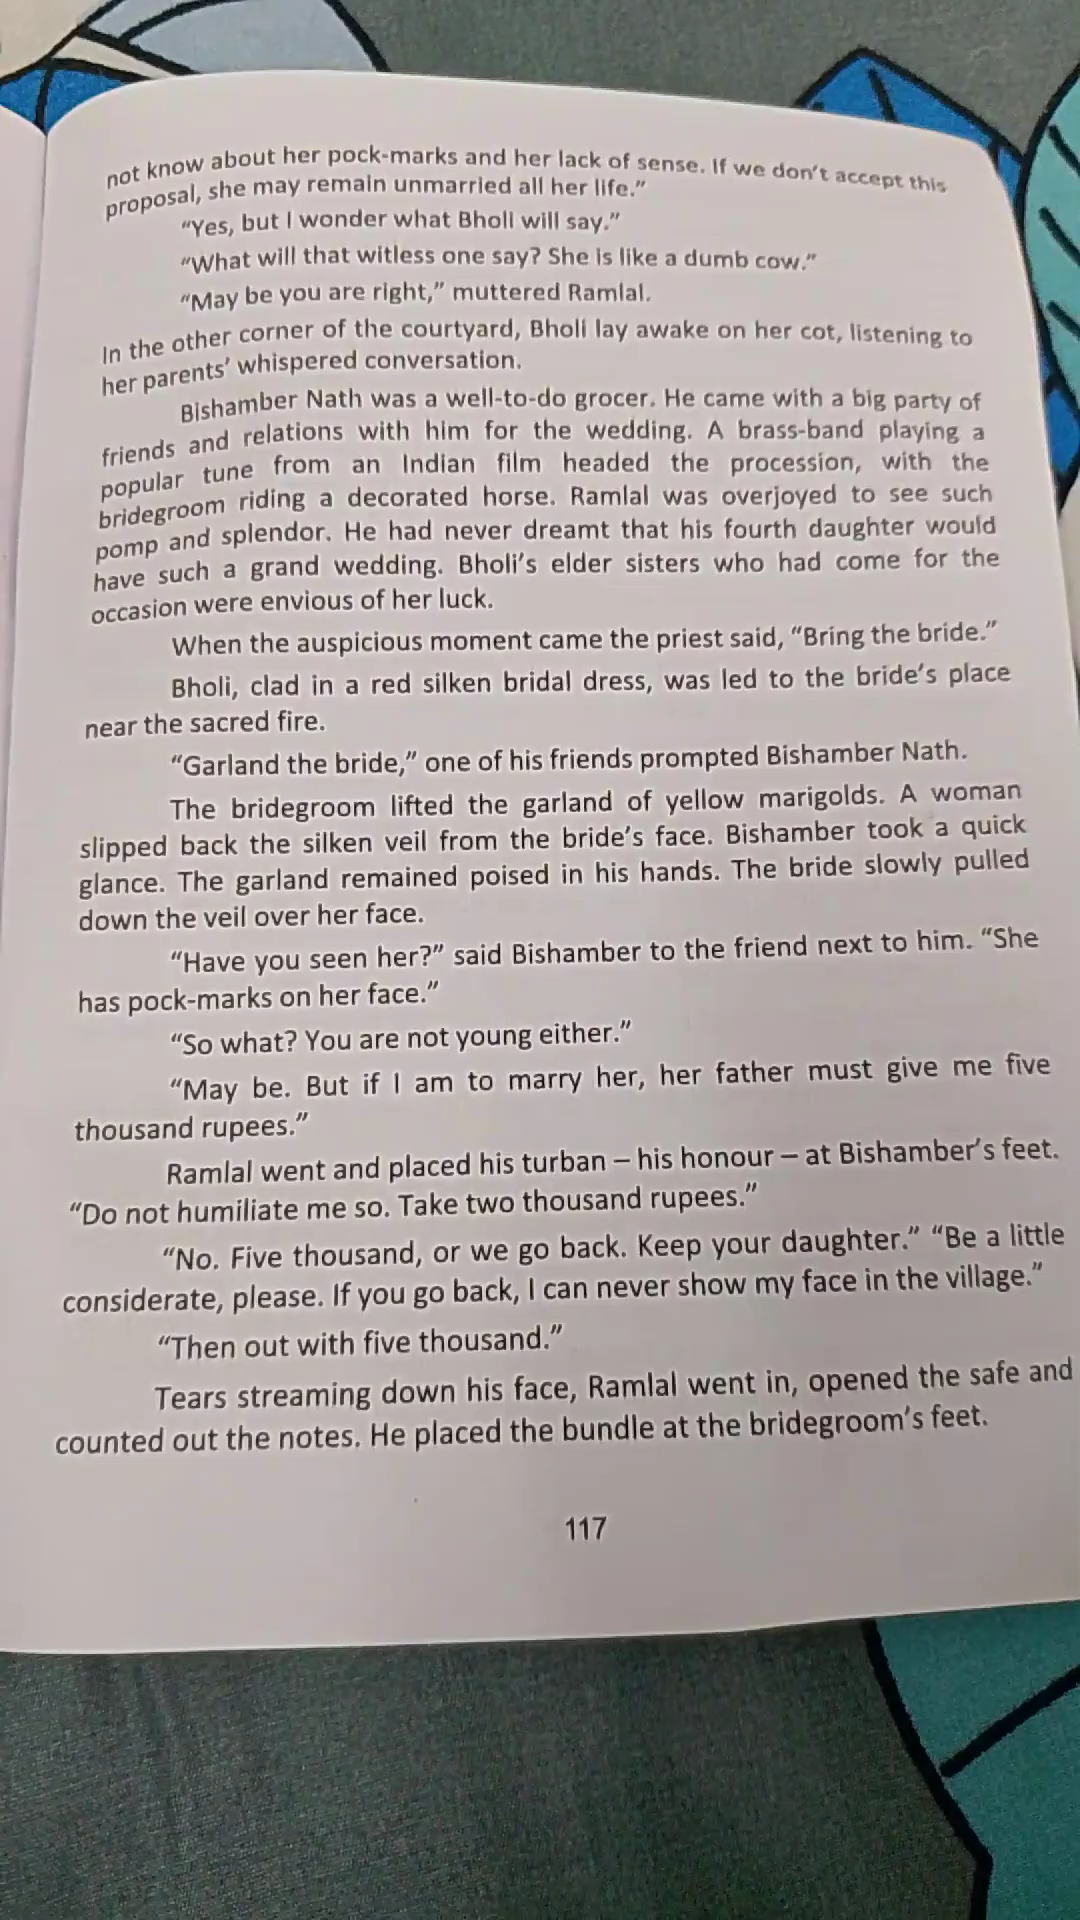 not know about her pock-marks and her lack of sense. If we don't accept this
proposal, she may remain unmarried all her life."
"Yes, but I wonder what Bholi will say."
"What will that witless one say? She is like a dumb cow."
"May be you are right," muttered Ramlal.
In the other corner of the courtyard, Bholi lay awake on her cot, listening to
her parents' whispered conversation.
Bishamber Nath was a well-to-do grocer. He came with a big party of
friends and relations with him for the wedding. A brass-band playing a
popular tune from an Indian film headed the procession, with the
bridegroom riding a decorated horse. Ramlal was overjoyed to see such
pomp and splendor. He had never dreamt that his fourth daughter would
have such a grand wedding. Bholi's elder sisters who had come for the
occasion were envious of her luck.
When the auspicious moment came the priest said, "Bring the bride."
Bholi, clad in a red silken bridal dress, was led to the bride's place
near the sacred fire.
"Garland the bride," one of his friends prompted Bishamber Nath.
The bridegroom lifted the garland of yellow marigolds. A woman
slipped back the silken veil from the bride's face. Bishamber took a quick
glance. The garland remained poised in his hands. The bride slowly pulled
down the veil over her face.
"Have you seen her?" said Bishamber to the friend next to him. "She
has pock-marks on her face."
"So what? You are not young either."
"May be. But if I am to marry her, her father must give me five
thousand rupees."
Ramlal went and placed his turban – his honour – at Bishamber's feet.
"Do not humiliate me so. Take two thousand rupees."
"No. Five thousand, or we go back. Keep your daughter." "Be a little
considerate, please. If you go back, I can never show my face in the village."
"Then out with five thousand."
Tears streaming down his face, Ramlal went in, opened the safe and
counted out the notes. He placed the bundle at the bridegroom's feet.
117